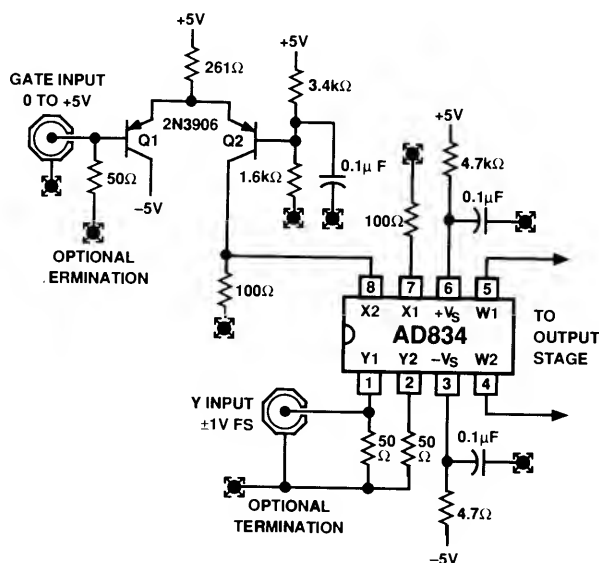 +5V
261Ω
+5V
3.4kΩ
GATE INPUT
0 TO +5V
2N3906
Q1
Q2
50Ω
-5V
1.6kΩ
0.1µ F
OPTIONAL
.ERMINATION
100Ω
100Ω
+5V
4.7kΩ
0.1µF
8
7
6
5
X2
X1
+VS
W1
AD834
Y1
Y2
-VS
W2
1
2
3
4
TO
OUTPUT
STAGE
Y INPUT
±1V FS
50
Ω
50
Ω
0.1µF
OPTIONAL
TERMINATION
4.7Ω
-5V